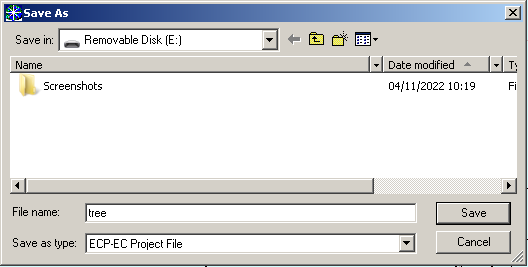 Save As
Save in: Removable Disk (E:)
Name Date modified Ty
Screenshots 04/11/2022 10:19 Fi
File name: tree Save
Save as type: ECP-EC Project File Cancel